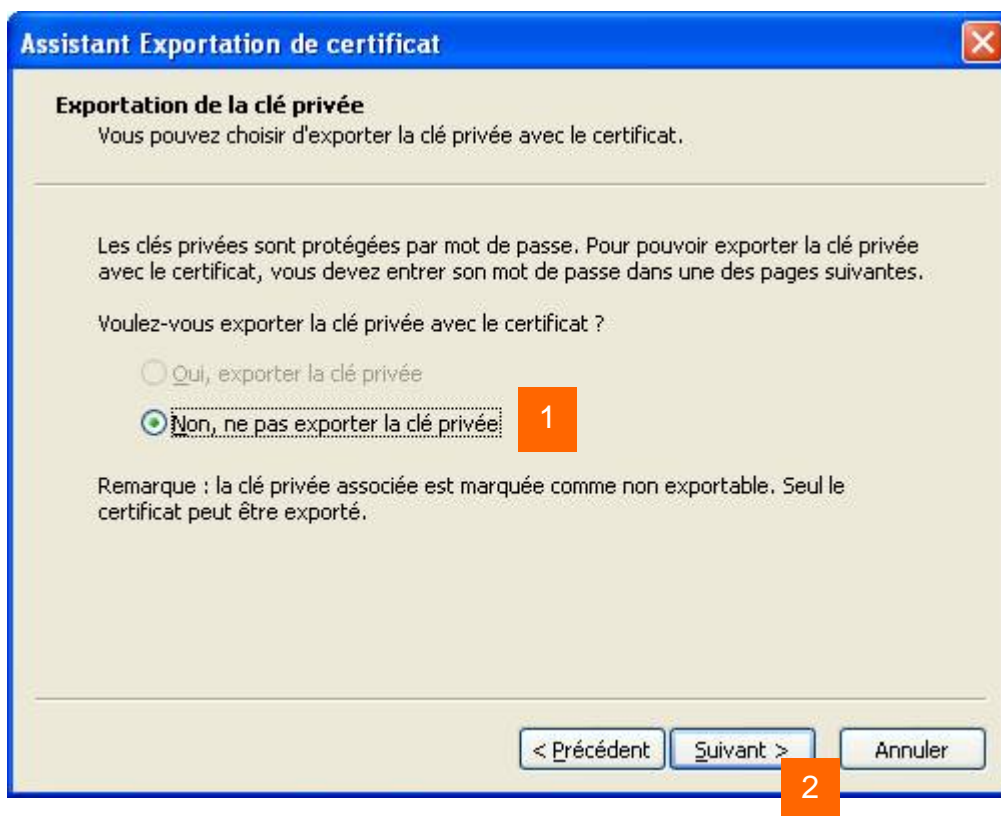 Assistant Exportation de certificat
Exportation de la clé privée
Vous pouvez choisir d'exporter la clé privée avec le certificat.
Les clés privées sont protégées par mot de passe. Pour pouvoir exporter la clé privée
avec le certificat, vous devez entrer son mot de passe dans une des pages suivantes.
Voulez-vous exporter la clé privée avec le certificat ?
Oui, exporter la clé privée
Non, ne pas exporter la clé privée
1
Remarque : la clé privée associée est marquée comme non exportable. Seul le
certificat peut être exporté.
< Précédent
Suivant >
Annuler
2